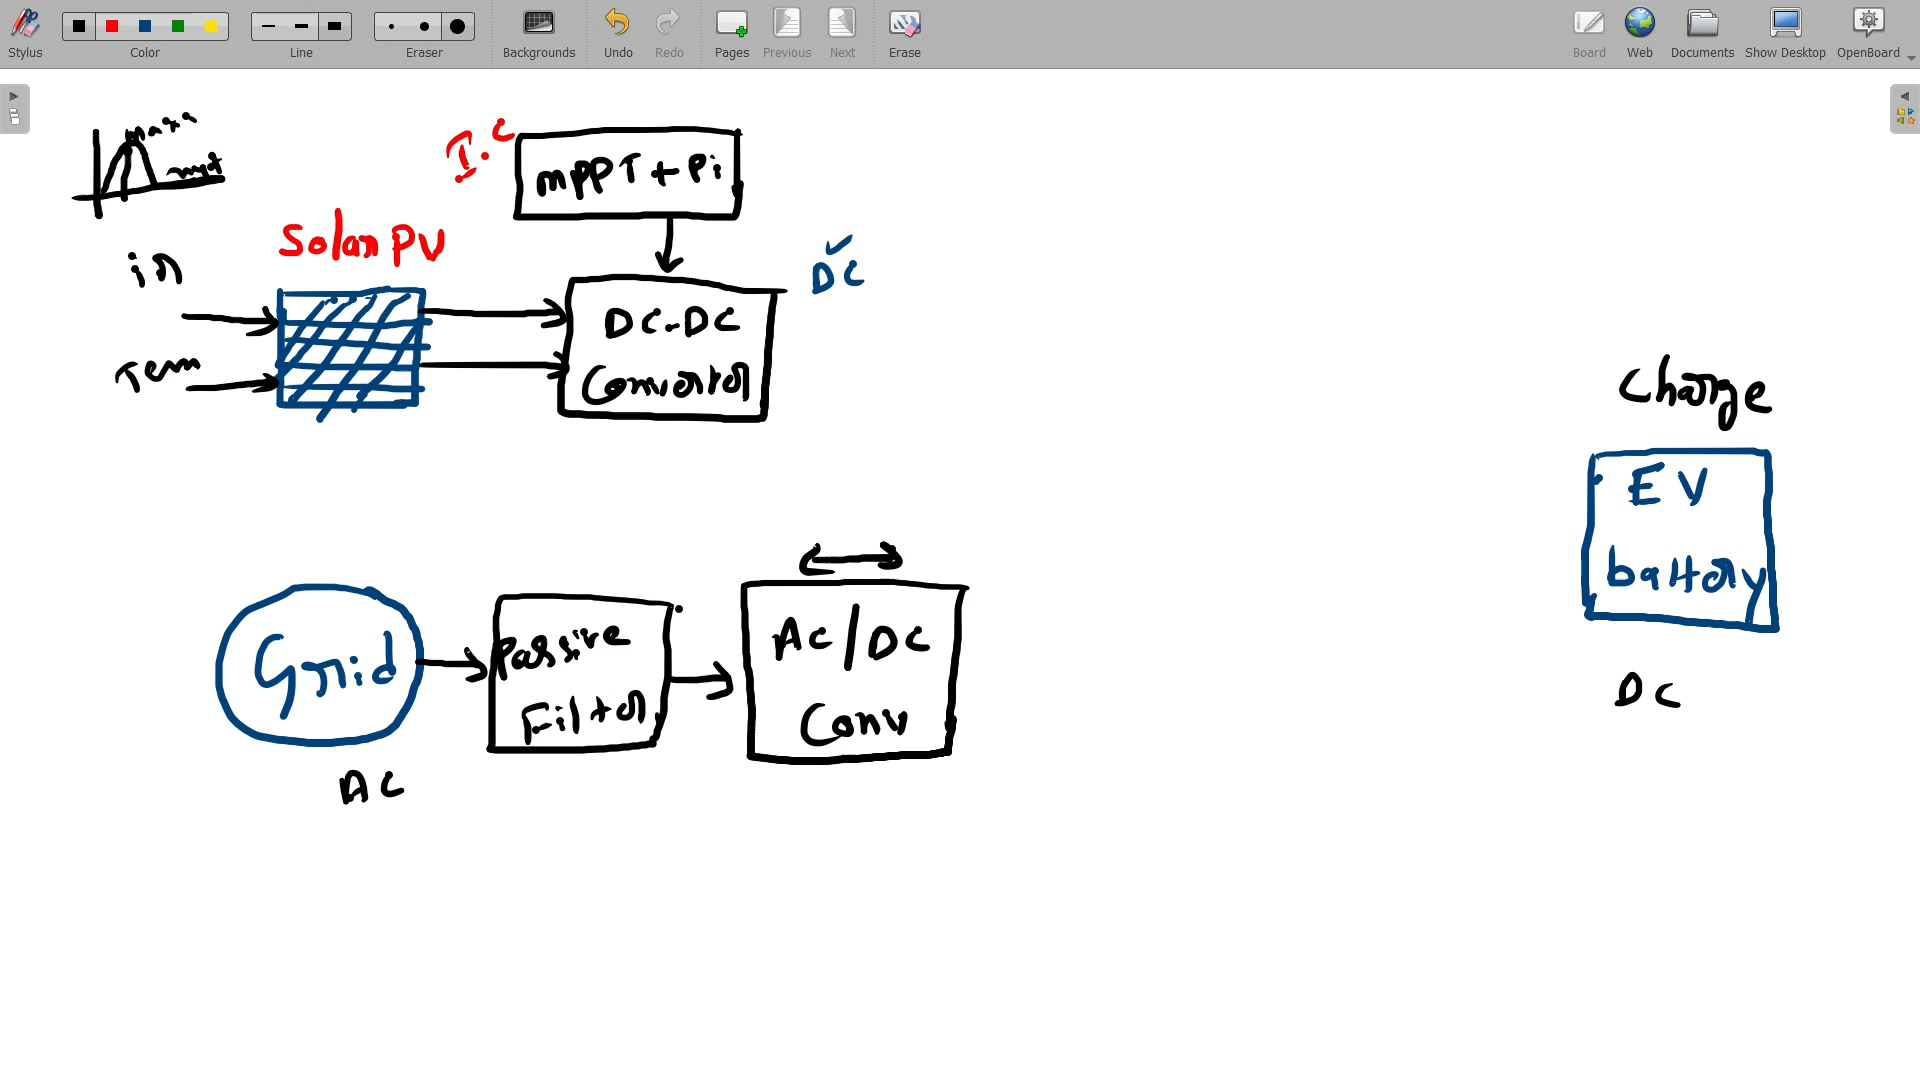 Stylus
Color
Line
Eraser
Backgrounds
Undo
Redo
Pages
Previous
Next
Erase
Board
Web
Documents
Show Desktop
OpenBoard
I.C
MPPT + Pi
Solar PV
DC
in
Tem
DC-DC
Converter
Charge
EV
battery
DC
Grid
Passive
Filter
AC/DC
Conv
AC